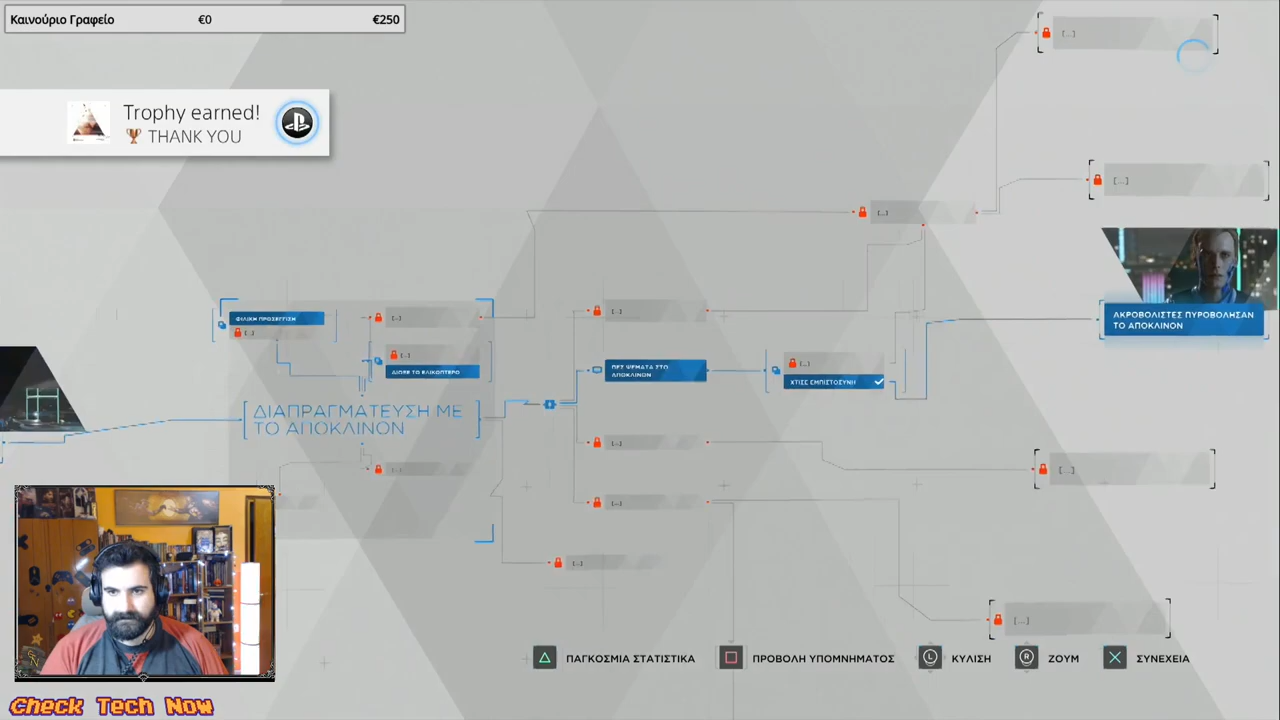 Καινούριο Γραφείο €0 €250
[...]
Trophy earned!
THANK YOU
[...]
[...]
ΦΙΛΙΚΗ ΠΡΟΣΕΓΓΙΣΗ
[...]
[...]
[...]
ΑΚΡΟΒΟΛΙΣΤΕΣ ΠΥΡΟΒΟΛΗΣΑΝ
ΤΟ ΑΠΟΚΛΙΝΟΝ
[...]
ΔΙΩΞΕ ΤΟ ΕΛΙΚΟΠΤΕΡΟ
ΠΕΣ ΨΕΜΑΤΑ ΣΤΟ
ΑΠΟΚΛΙΝΟΝ
[...]
ΧΤΙΣΕ ΕΜΠΙΣΤΟΣΥΝΗ
ΔΙΑΠΡΑΓΜΑΤΕΥΣΗ ΜΕ
ΤΟ ΑΠΟΚΛΙΝΟΝ
[...]
[...]
[...]
[...]
[...]
[...]
ΠΑΓΚΟΣΜΙΑ ΣΤΑΤΙΣΤΙΚΑ
ΠΡΟΒΟΛΗ ΥΠΟΜΝΗΜΑΤΟΣ
L ΚΥΛΙΣΗ
R ΖΟΥΜ
ΣΥΝΕΧΕΙΑ
Check Tech Now